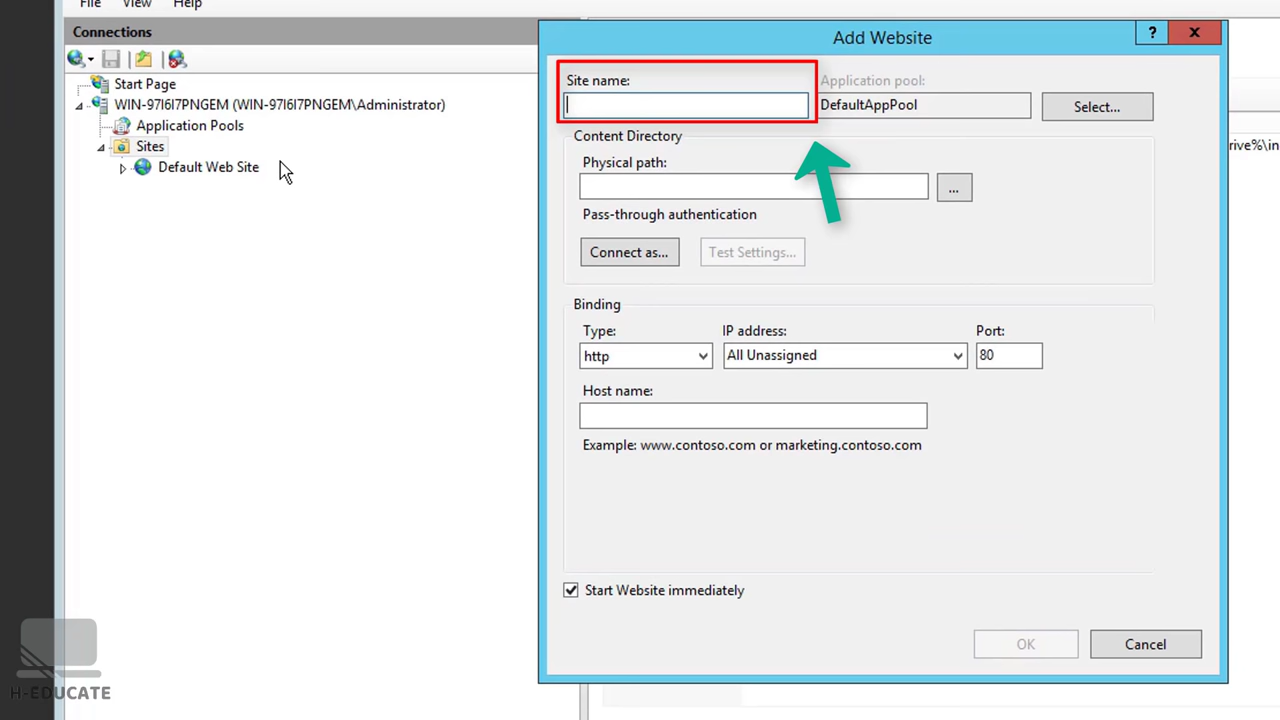 File View Help
Connections
Start Page
WIN-97I6I7PNGEM (WIN-97I6I7PNGEM\Administrator)
Application Pools
Sites
Default Web Site
Add Website
?
Site name:
Application pool:
DefaultAppPool
Select...
Content Directory
Physical path:
...
Pass-through authentication
Connect as...
Test Settings...
Binding
Type:
IP address:
Port:
http
All Unassigned
80
Host name:
Example: www.contoso.com or marketing.contoso.com
Start Website immediately
OK
Cancel
rive%\in
H-EDUCATE